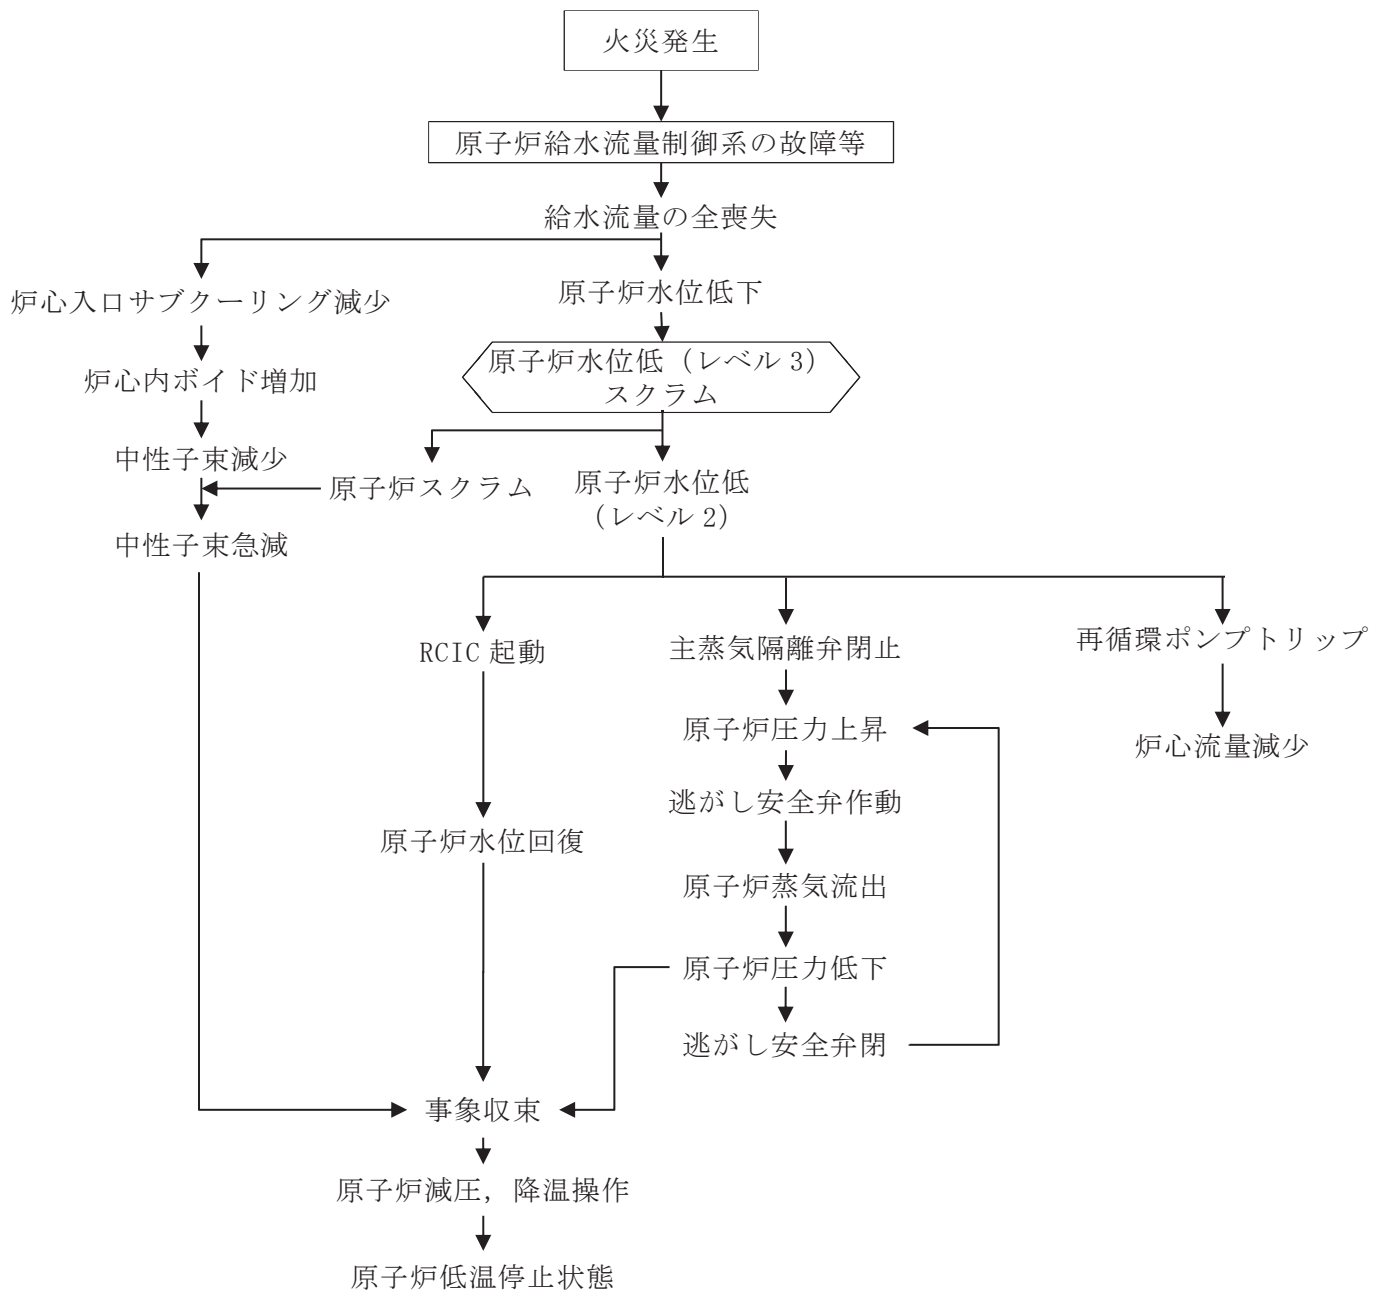 火災発生
原子炉給水流量制御系の故障等
給水流量の全喪失
炉心入口サブクーリング減少
原子炉水位低下
原子炉水位低（レベル3）
スクラム
炉心内ボイド増加
中性子束減少
原子炉スクラム
原子炉水位低
（レベル2）
中性子束急減
RCIC 起動
主蒸気隔離弁閉止
再循環ポンプトリップ
原子炉圧力上昇
炉心流量減少
逃がし安全弁作動
原子炉水位回復
原子炉蒸気流出
原子炉圧力低下
逃がし安全弁閉
事象収束
原子炉減圧，降温操作
原子炉低温停止状態